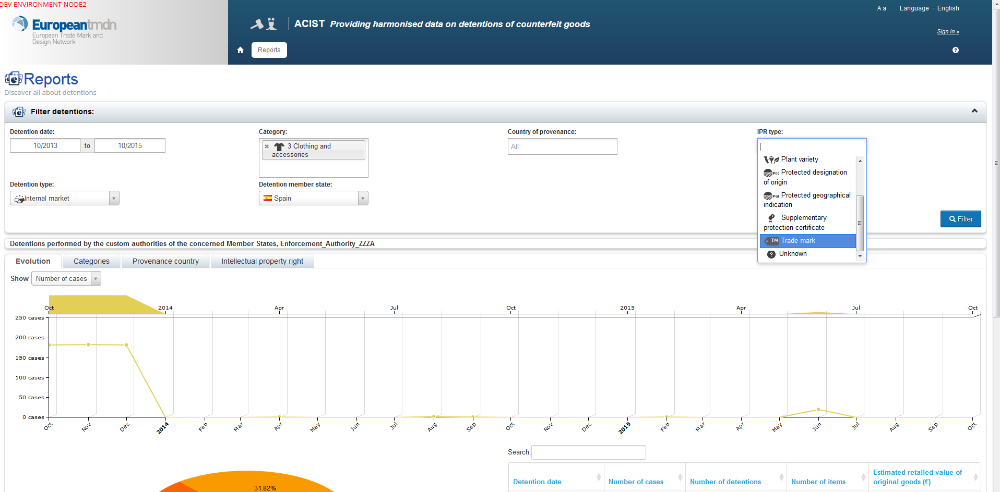 DEV ENVIRONMENT NODE2
A a
Language
English
Europeantmdn
European Trade Mark and
Design Network
ACIST Providing harmonised data on detentions of counterfeit goods
Sign in »
Reports
?
Reports
Discover all about detentions
Filter detentions:
Detention date:
Category:
Country of provenance:
IPR type:
10/2013
to
10/2015
3 Clothing and
accessories
All
Plant variety
PDO Protected designation
of origin
PGI Protected geographical
indication
Supplementary
protection certificate
TM Trade mark
? Unknown
Detention type:
Detention member state:
Internal market
Spain
Filter
Detentions performed by the custom authorities of the concerned Member States, Enforcement_Authority_ZZZA
Evolution
Categories
Provenance country
Intellectual property right
Show
Number of cases
Oct 2014 Apr Jul Oct 2015 Apr Jul Oct
250 cases
200 cases
150 cases
100 cases
50 cases
0 cases
Oct Nov Dec 2014 Feb Mar Apr May Jun Jul Aug Sep Oct Nov Dec 2015 Feb Mar Apr May Jun Jul Aug Sep Oct
Search:
31.82%
Detention date
Number of cases
Number of detentions
Number of items
Estimated retailed value of
original goods (€)